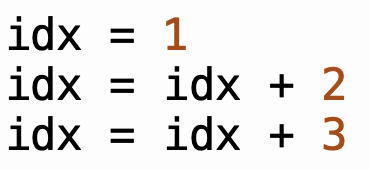 idx = 1
idx = idx + 2
idx = idx + 3